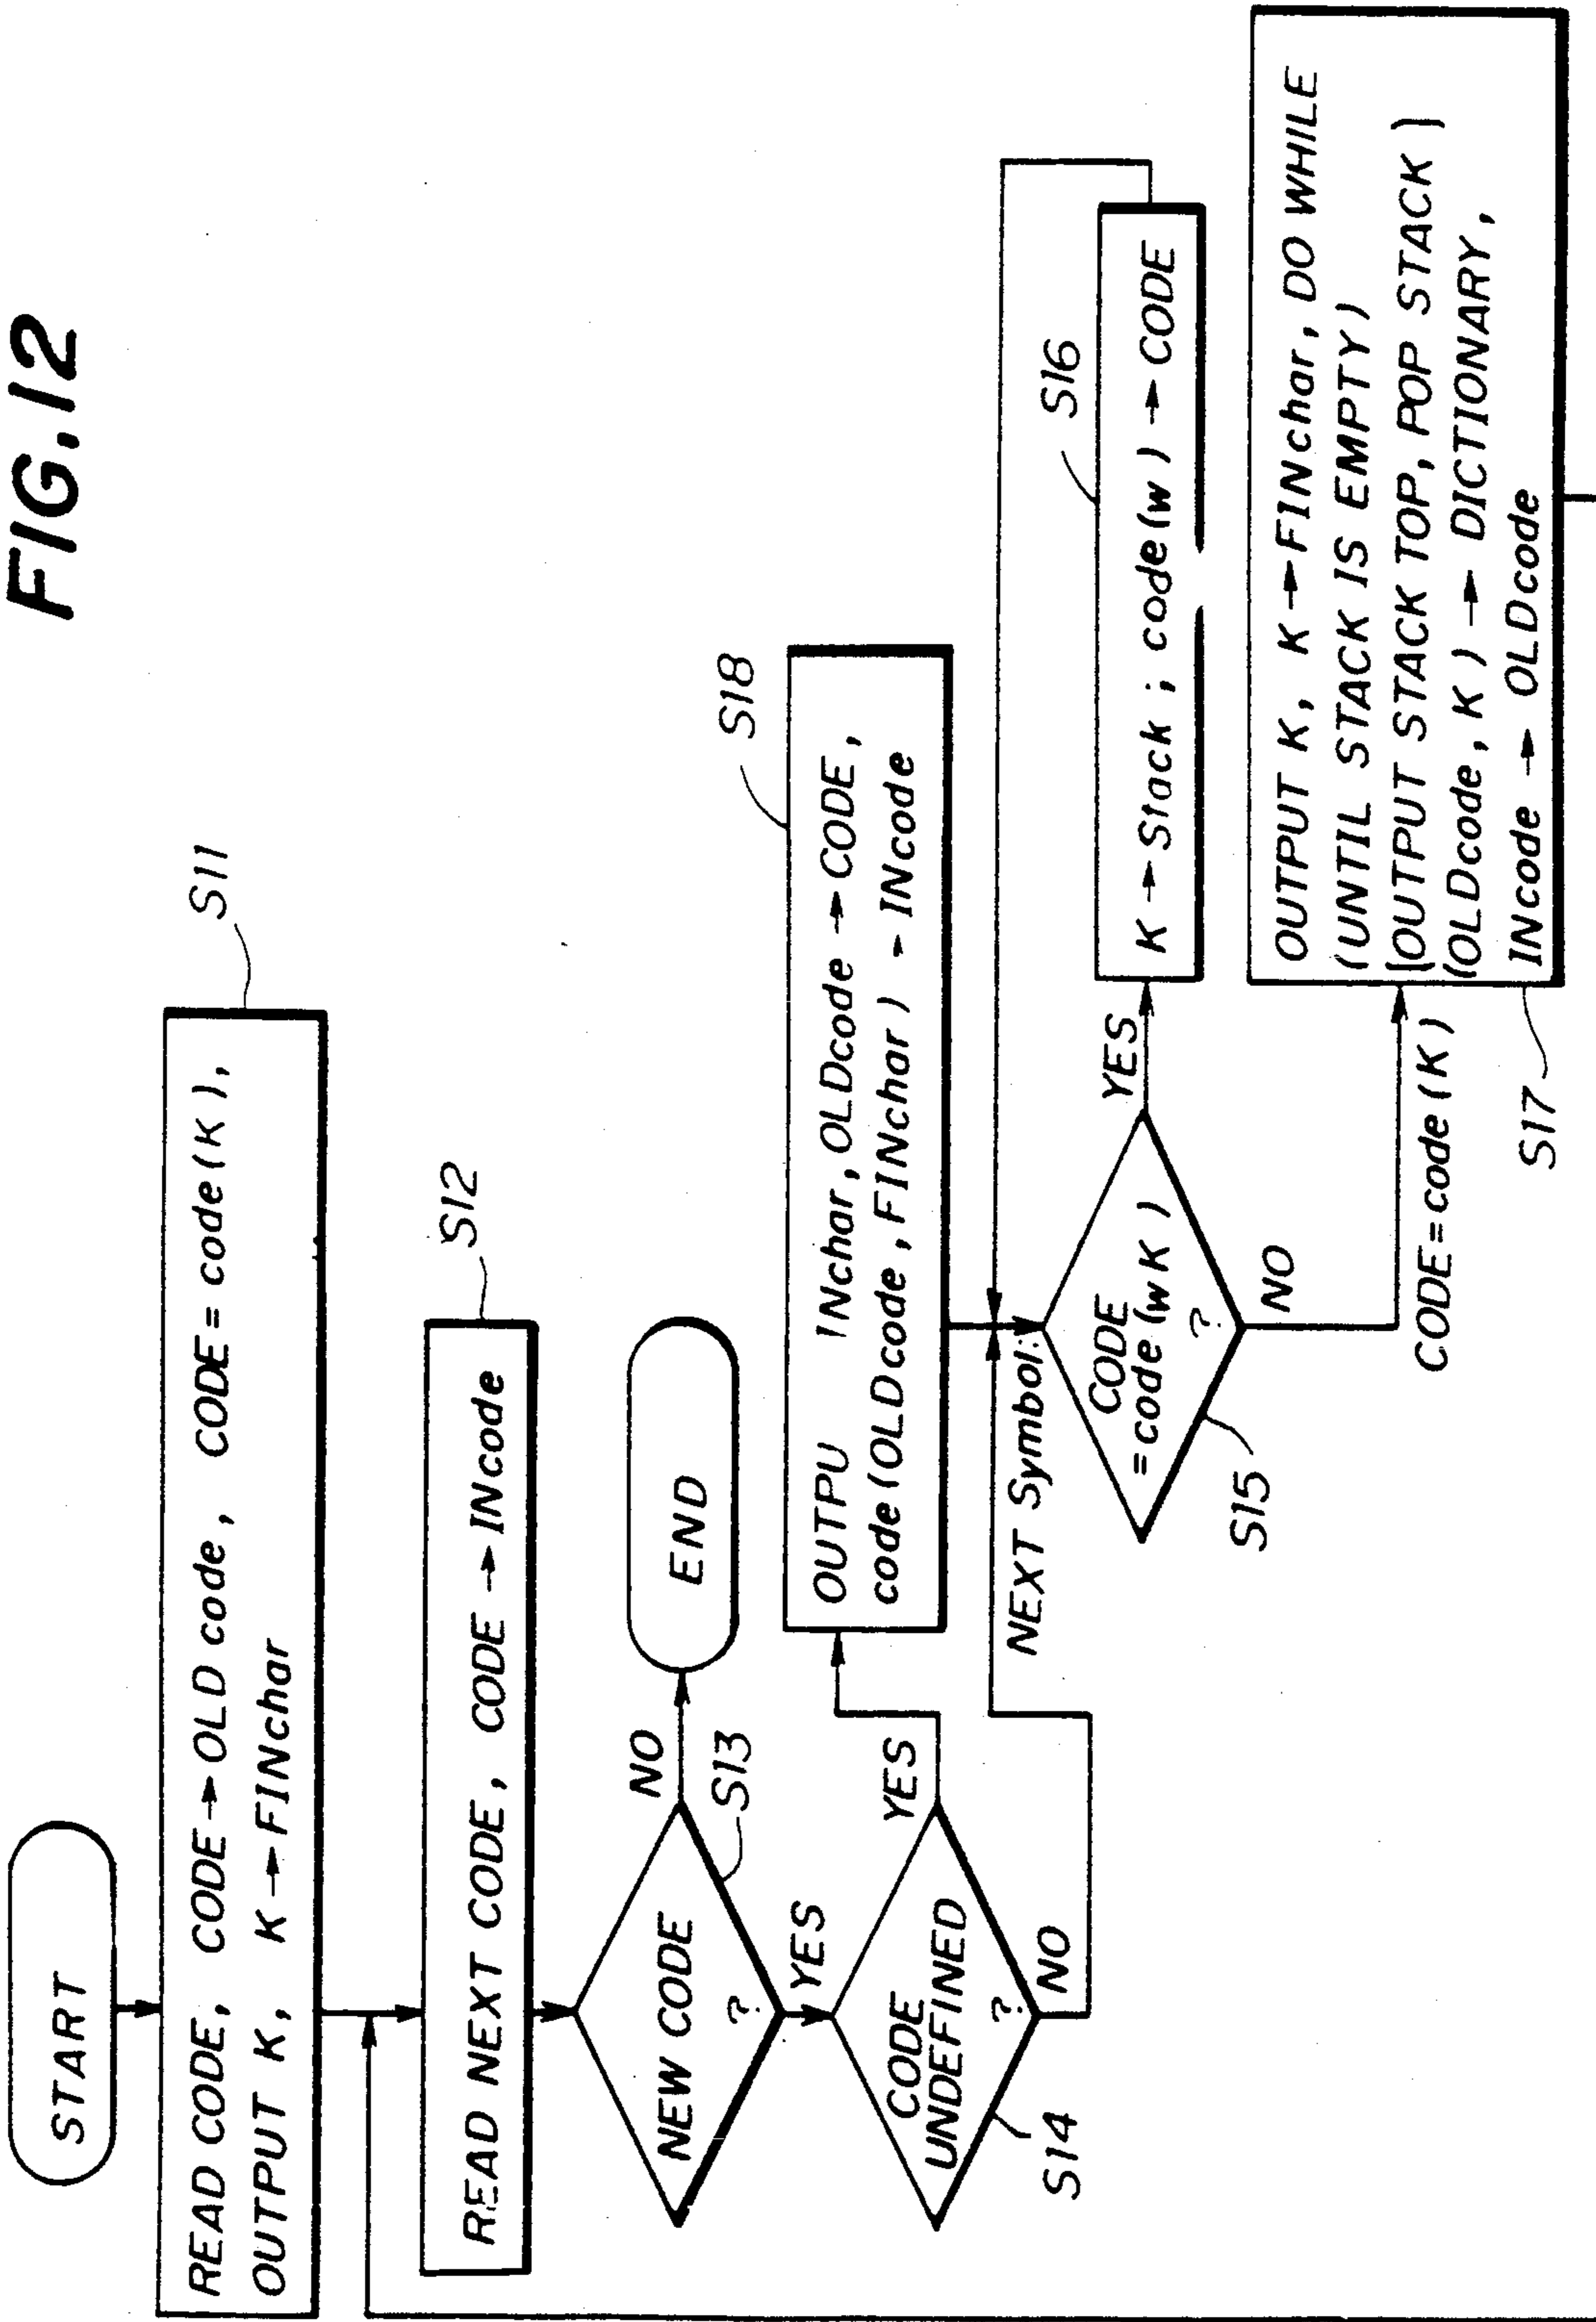 FIG.12
START
S11
READ CODE, CODE→OLD code, CODE=code(K),
OUTPUT K, K→FINchar
S12
READ NEXT CODE, CODE→INcode
NEW CODE
?
NO
END
S13
YES
CODE
UNDEFINED
?
YES
S14
NO
S18
OUTPU INchar, OLDcode→CODE,
code(OLDcode, FINchar)-INcode
NEXT Symbol:
CODE
=code(wK)
?
YES
S15
NO
S16
K→Stack; code(w)→CODE
CODE=code(K)
S17
OUTPUT K, K→FINchar, DO WHILE
(UNTIL STACK IS EMPTY)
{OUTPUT STACK TOP, POP STACK}
(OLDcode, K)→DICTIONARY,
INcode→OLDcode